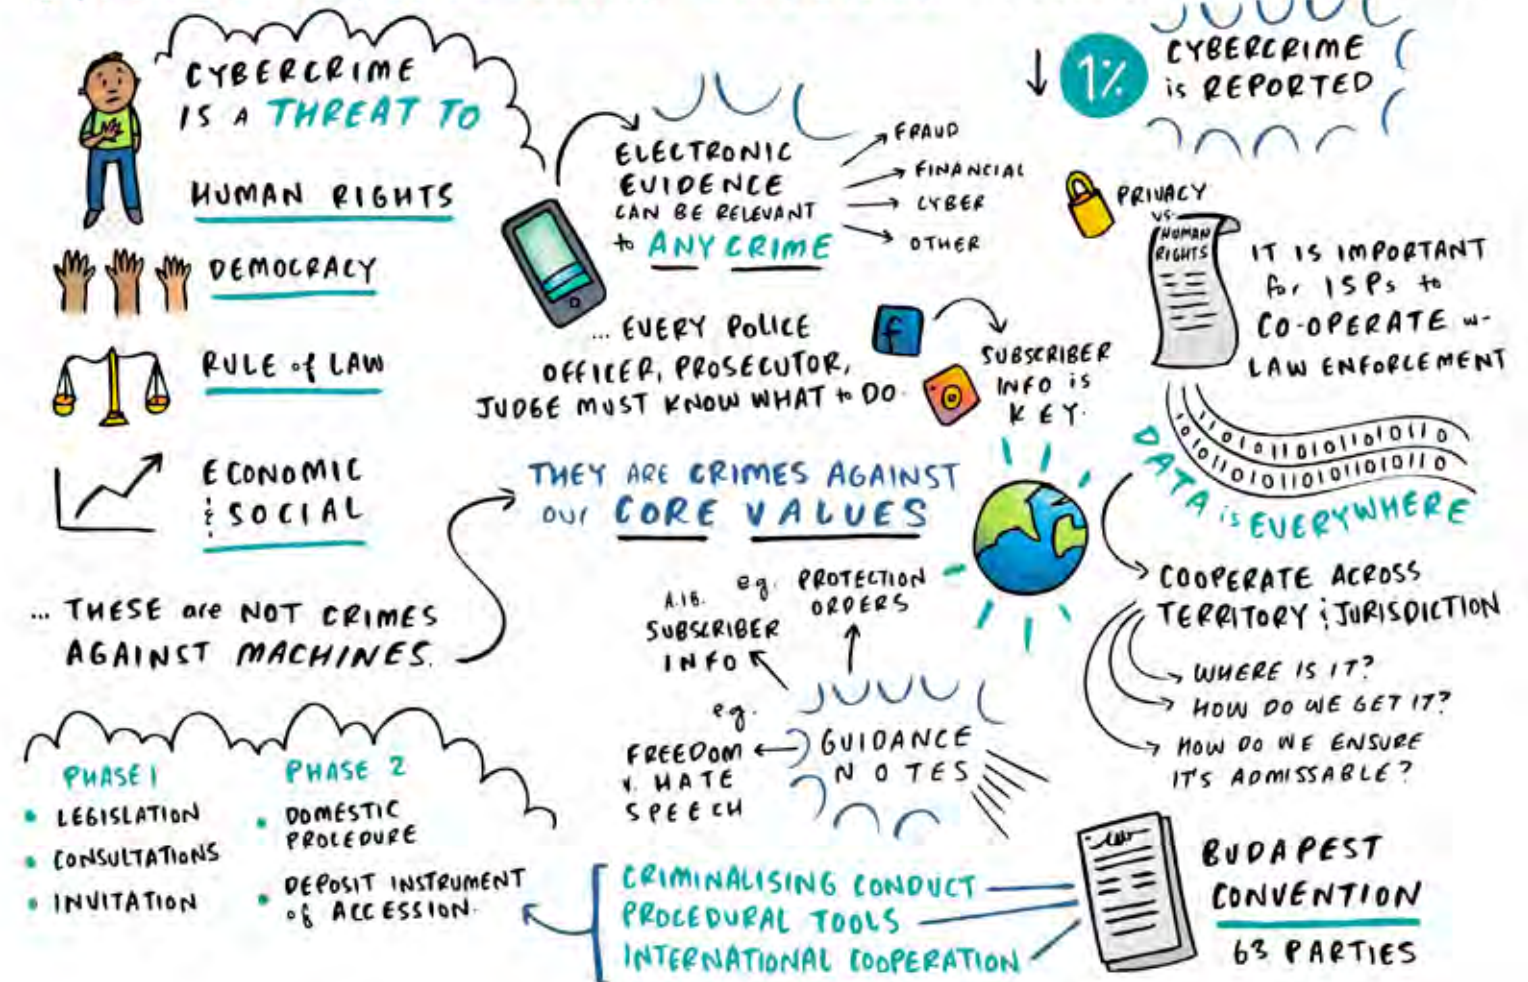 CYBERCRIME
IS A THREAT TO
HUMAN RIGHTS
DEMOCRACY
RULE of LAW
ECONOMIC
& SOCIAL
... THESE are NOT CRIMES
AGAINST MACHINES.
ELECTRONIC
EVIDENCE
CAN BE RELEVANT
to ANY CRIME
FRAUD
FINANCIAL
CYBER
OTHER
... EVERY POLICE
OFFICER, PROSECUTOR,
JUDGE MUST KNOW WHAT to DO.
f
SUBSCRIBER
INFO is
KEY.
↓ 1%
CYBERCRIME
is REPORTED
PRIVACY
vs.
HUMAN
RIGHTS
IT IS IMPORTANT
for ISPs to
CO-OPERATE w-
LAW ENFORCEMENT
DATA is EVERYWHERE
THEY ARE CRIMES AGAINST
our CORE VALUES
COOPERATE ACROSS
TERRITORY & JURISDICTION
WHERE IS IT?
HOW DO WE GET IT?
HOW DO WE ENSURE
IT'S ADMISSABLE?
eg. PROTECTION
ORDERS
A.18.
SUBSCRIBER
INFO
eg.
FREEDOM
v. HATE
SPEECH
GUIDANCE
NOTES
PHASE 1
• LEGISLATION
• CONSULTATIONS
• INVITATION
PHASE 2
• DOMESTIC
PROCEDURE
• DEPOSIT INSTRUMENT
of ACCESSION.
CRIMINALISING CONDUCT
PROCEDURAL TOOLS
INTERNATIONAL COOPERATION
BUDAPEST
CONVENTION
63 PARTIES